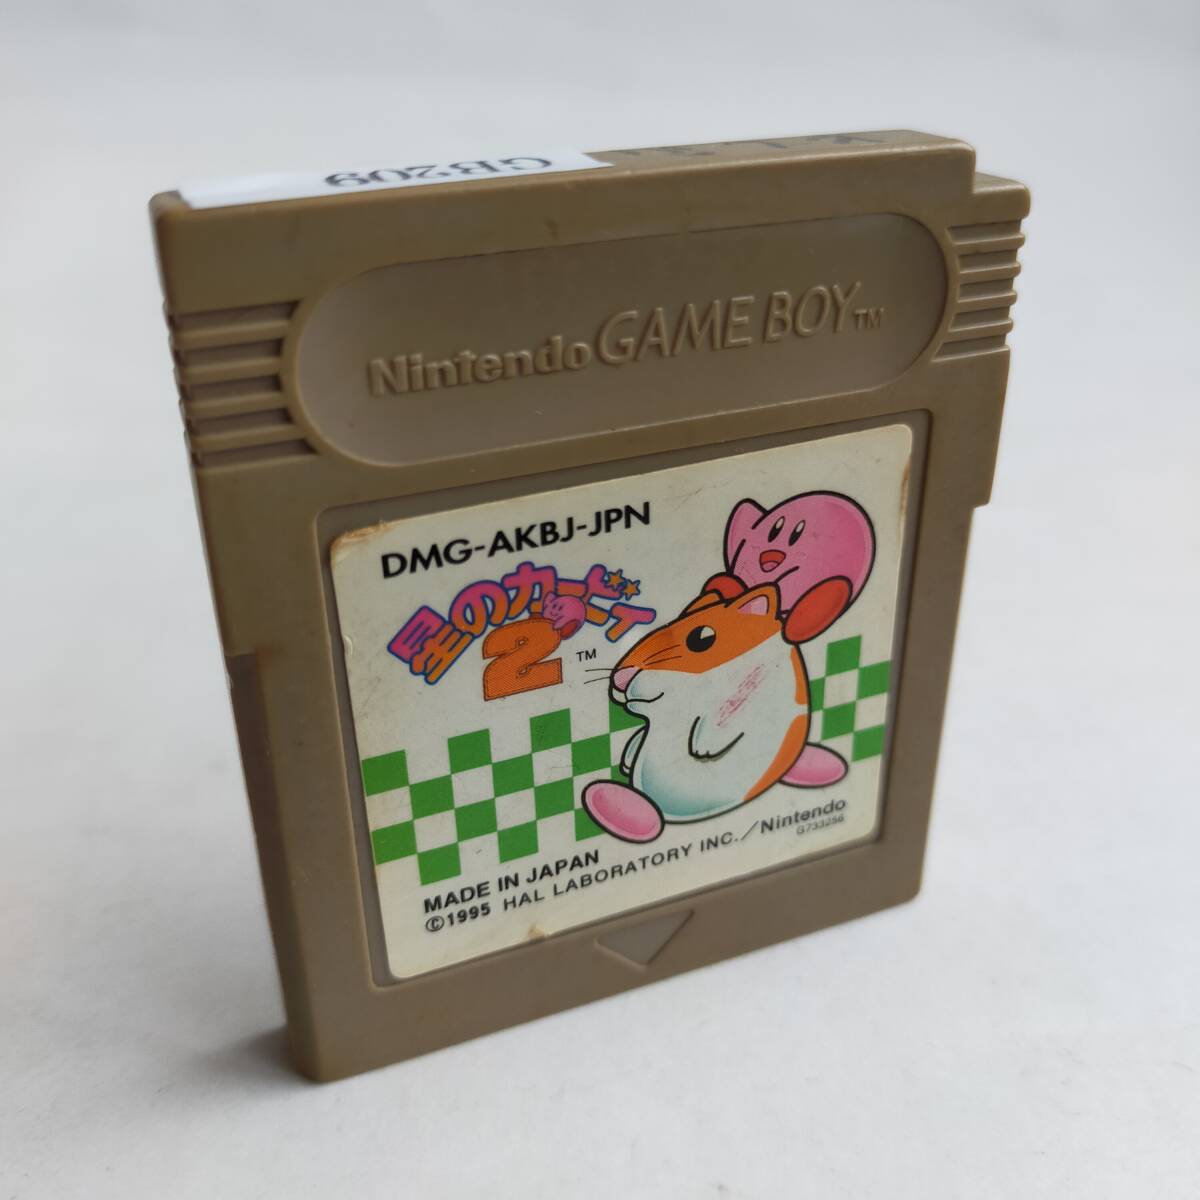 GB209
Nintendo GAME BOY™
DMG-AKBJ-JPN
星のカービィ
2™
MADE IN JAPAN
©1995 HAL LABORATORY INC./Nintendo
G733256